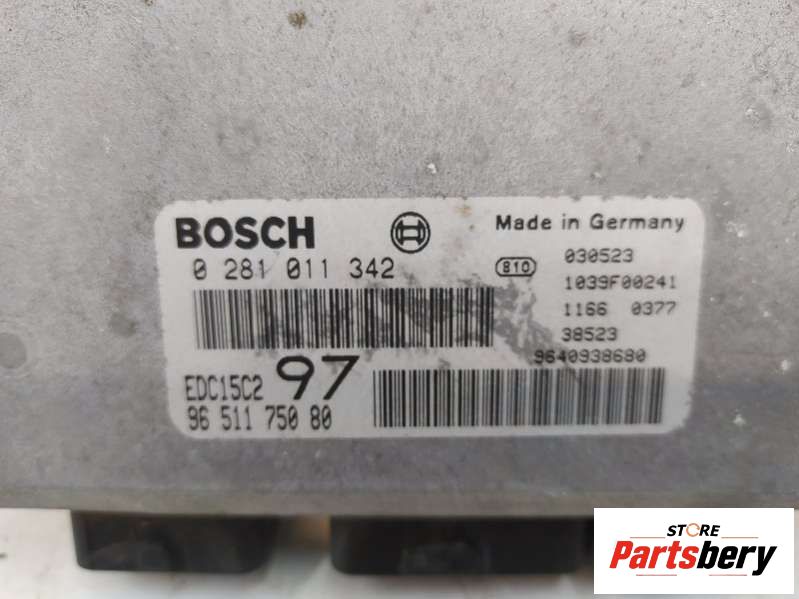 BOSCH
Made in Germany
0 281 011 342
810
030523
1039F00241
1166 0377
38523
9640938680
EDC15C2 97
96 511 750 80
STORE
Partsbery